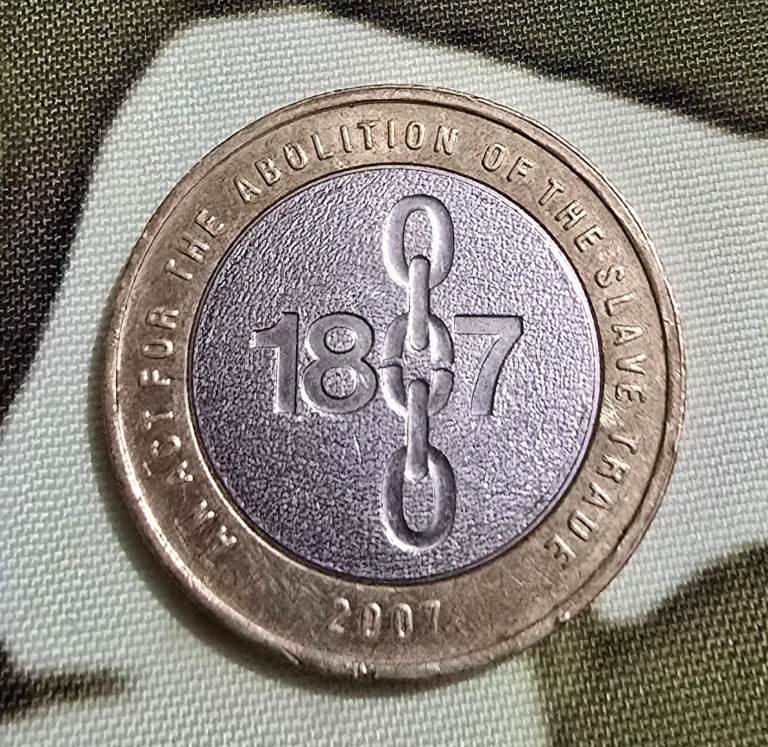 AN ACT FOR THE ABOLITION OF THE SLAVE TRADE
1807
2007